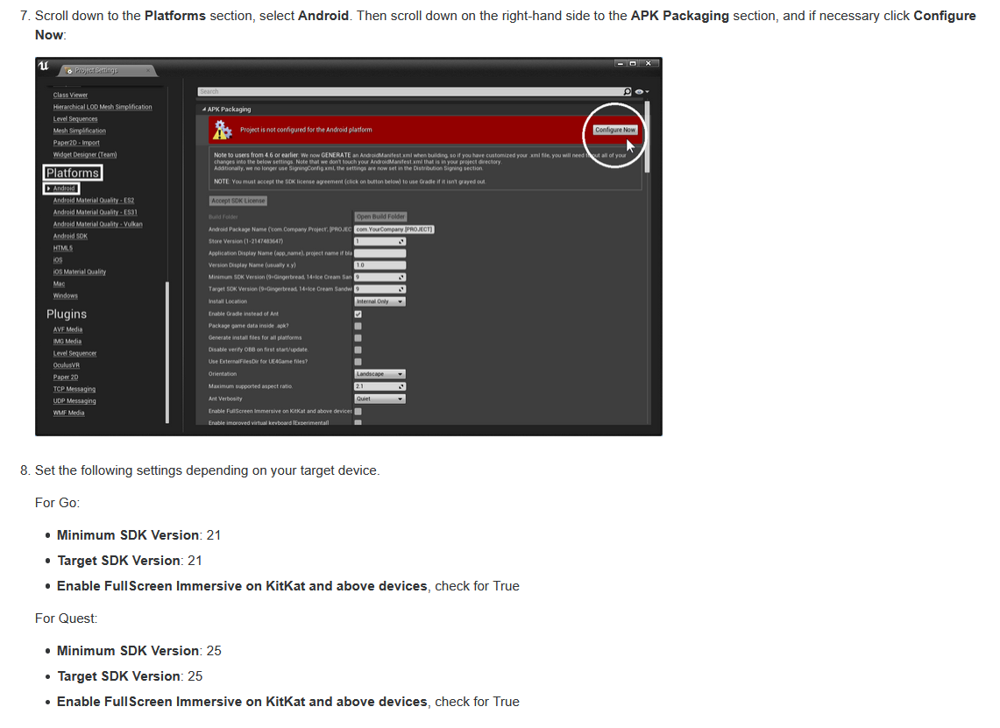 7. Scroll down to the Platforms section, select Android. Then scroll down on the right-hand side to the APK Packaging section, and if necessary click Configure
Now:
Project Settings
Class Viewer
Hierarchical LOD Mesh Simplification
Level Sequences
Mesh Simplification
Paper2D - Import
Widget Designer (Team)
Platforms
Android
Android Material Quality - ES2
Android Material Quality - ES31
Android Material Quality - Vulkan
Android SDK
HTML5
iOS
iOS Material Quality
Mac
Windows
Plugins
AVF Media
IMG Media
Level Sequencer
OculusVR
Paper 2D
TCP Messaging
UDP Messaging
WMF Media
Search
APK Packaging
Project is not configured for the Android platform
Configure Now
Note to users from 4.6 or earlier: We now GENERATE an AndroidManifest.xml when building, so if you have customized your .xml file, you will need to put all of your
changes into the below settings. Note that we don't touch your AndroidManifest.xml that is in your project directory.
Additionally, we no longer use SigningConfig.xml, the settings are now set in the Distribution Signing section.
NOTE: You must accept the SDK license agreement (click on button below) to use Gradle if it isn't grayed out.
Accept SDK License
Build Folder Open Build Folder
Android Package Name ('com.Company.Project', [PROJEC com.YourCompany.[PROJECT]
Store Version (1-2147483647) 1
Application Display Name (app_name), project name if bla
Version Display Name (usually x.y) 1.0
Minimum SDK Version (9=Gingerbread, 14=Ice Cream San 9
Target SDK Version (9=Gingerbread, 14=Ice Cream Sandwi 9
Install Location Internal Only
Enable Gradle instead of Ant
Package game data inside .apk?
Generate install files for all platforms
Disable verify OBB on first start/update.
Use ExternalFilesDir for UE4Game files?
Orientation Landscape
Maximum supported aspect ratio. 2.1
Ant Verbosity Quiet
Enable FullScreen Immersive on KitKat and above devices
Enable improved virtual keyboard [Experimental]
8. Set the following settings depending on your target device.
For Go:
• Minimum SDK Version: 21
• Target SDK Version: 21
• Enable FullScreen Immersive on KitKat and above devices, check for True
For Quest:
• Minimum SDK Version: 25
• Target SDK Version: 25
• Enable FullScreen Immersive on KitKat and above devices, check for True